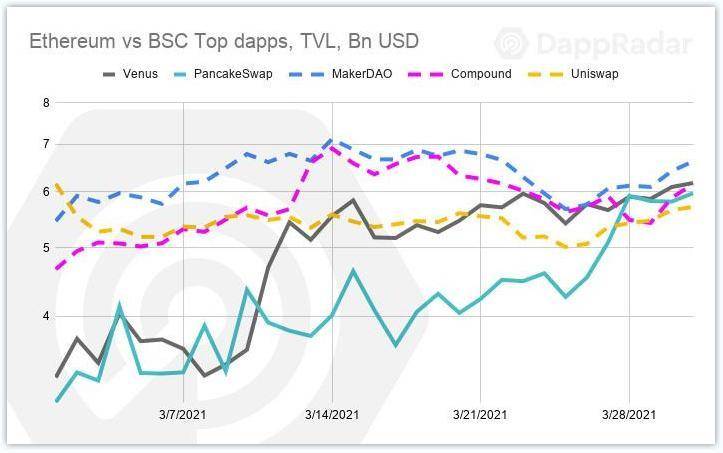 Ethereum vs BSC Top dapps, TVL, Bn USD
DappRadar
Venus PancakeSwap MakerDAO Compound Uniswap
8
7
6
5
4
3/7/2021 3/14/2021 3/21/2021 3/28/2021